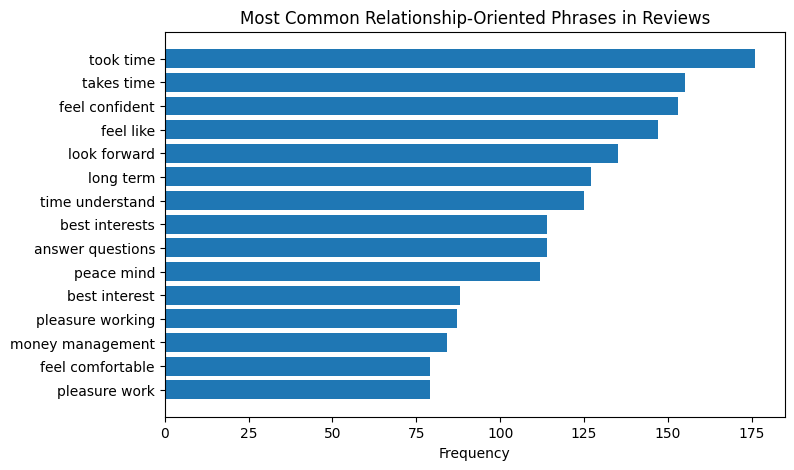 Most Common Relationship-Oriented Phrases in Reviews
took time
takes time
feel confident
feel like
look forward
long term
time understand
best interests
answer questions
peace mind
best interest
pleasure working
money management
feel comfortable
pleasure work
0 25 50 75 100 125 150 175
Frequency